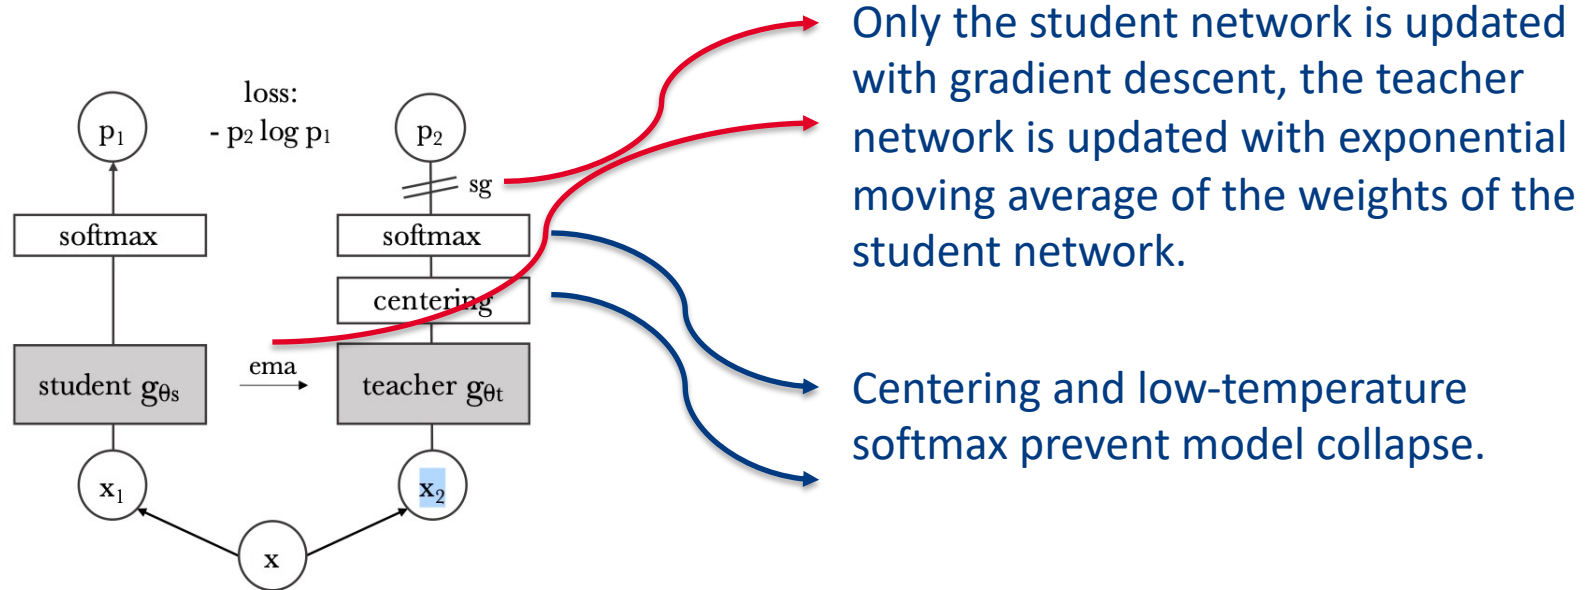 Only the student network is updated
with gradient descent, the teacher
network is updated with exponential
moving average of the weights of the
student network.
Centering and low-temperature
softmax prevent model collapse.
loss:
- p₂ log p₁
p₁
p₂
sg
softmax
softmax
centering
student gθs
ema
teacher gθt
x₁
x₂
x